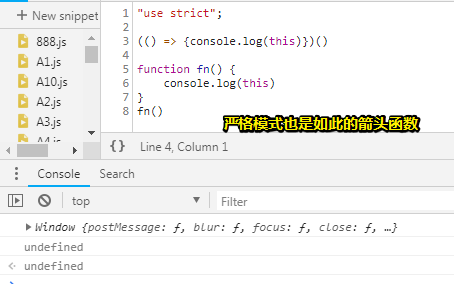 New snippet
888.js
A1.js
A10.js
A2.js
A3.js
1 "use strict";
2
3 (() => {console.log(this)})()
4
5 function fn() {
6 console.log(this)
7 }
8 fn()
严格模式也是如此的箭头函数
{} Line 4, Column 1
Console Search
top Filter
Window {postMessage: ƒ, blur: ƒ, focus: ƒ, close: ƒ, …}
undefined
undefined